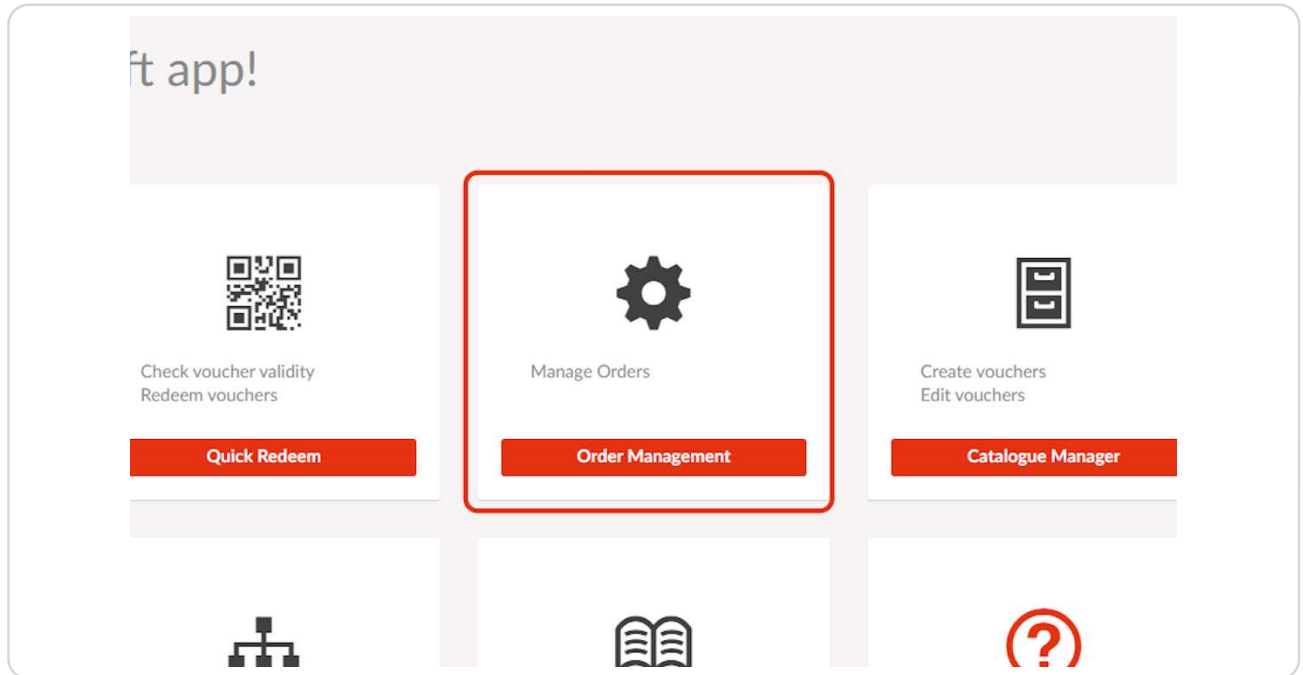 ft app!
Check voucher validity
Redeem vouchers
Quick Redeem
Manage Orders
Order Management
Create vouchers
Edit vouchers
Catalogue Manager
?